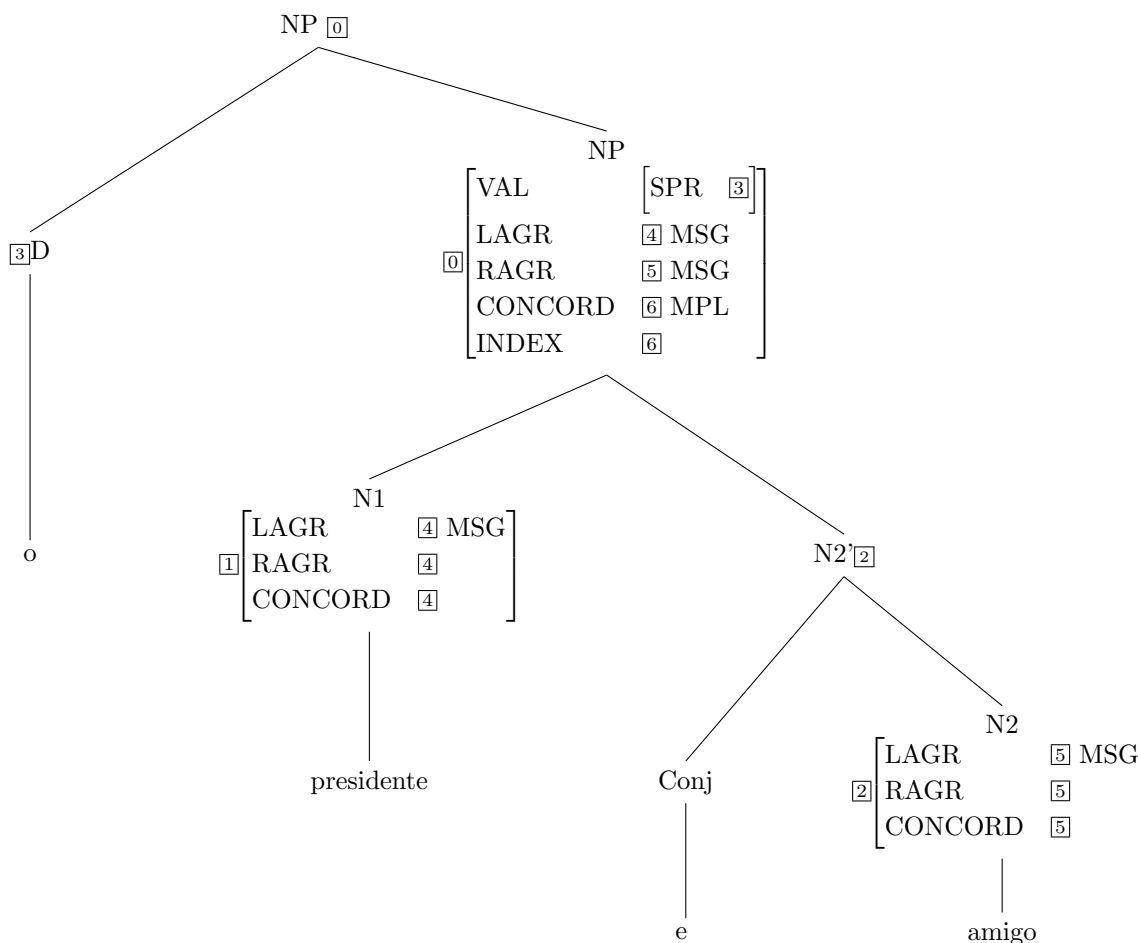 NP 0
NP
VAL [SPR 3]
LAGR 4 MSG
3 D
0
RAGR 5 MSG
CONCORD 6 MPL
INDEX 6
N1
LAGR 4 MSG
o
1 RAGR 4
N2' 2
CONCORD 4
N2
LAGR 5 MSG
presidente
Conj
2 RAGR 5
CONCORD 5
e
amigo